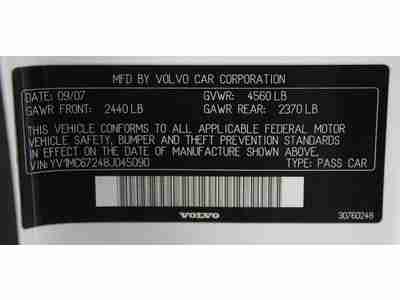 MFD BY VOLVO CAR CORPORATION
DATE: 09/07 GVWR: 4560 LB
GAWR FRONT: 2440 LB GAWR REAR: 2370 LB
THIS VEHICLE CONFORMS TO ALL APPLICABLE FEDERAL MOTOR
VEHICLE SAFETY, BUMPER AND THEFT PREVENTION STANDARDS
IN EFFECT ON THE DATE OF MANUFACTURE SHOWN ABOVE
VIN: YV1MC67248J045090 TYPE: PASS CAR
VOLVO 30760248